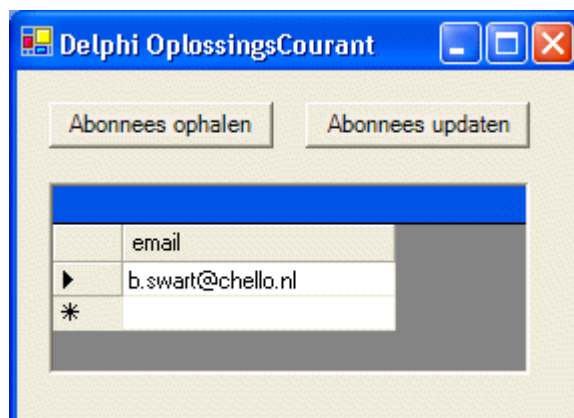 Delphi OplossingsCourant
Abonnees ophalen Abonnees updaten
email
b.swart@chello.nl